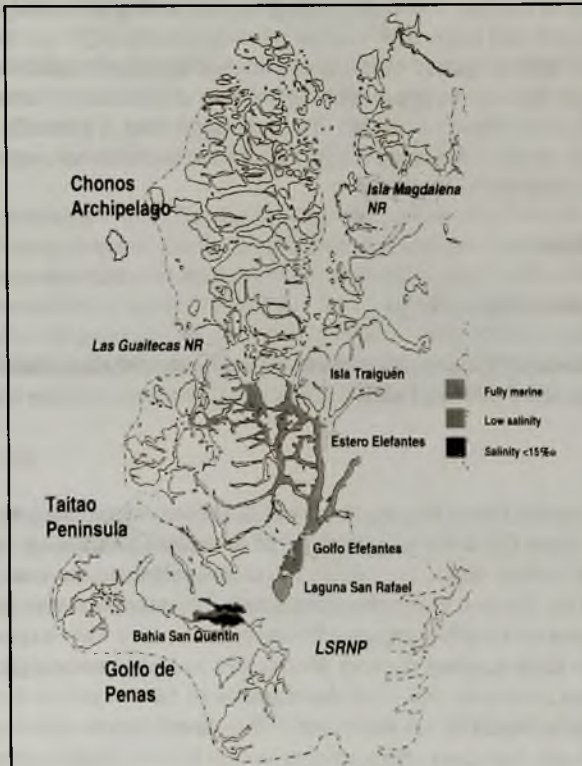 Chonos
Archipelago
Isla Magdalena
NR
Las Guaitecas NR
Isla Traiguén
Fully marine
Low salinity
Salinity <15‰
Estero Elefantes
Taitao
Peninsula
Golfo Efefantes
Laguna San Rafael
Bahia San Quentin
LSRNP
Golfo de
Penas